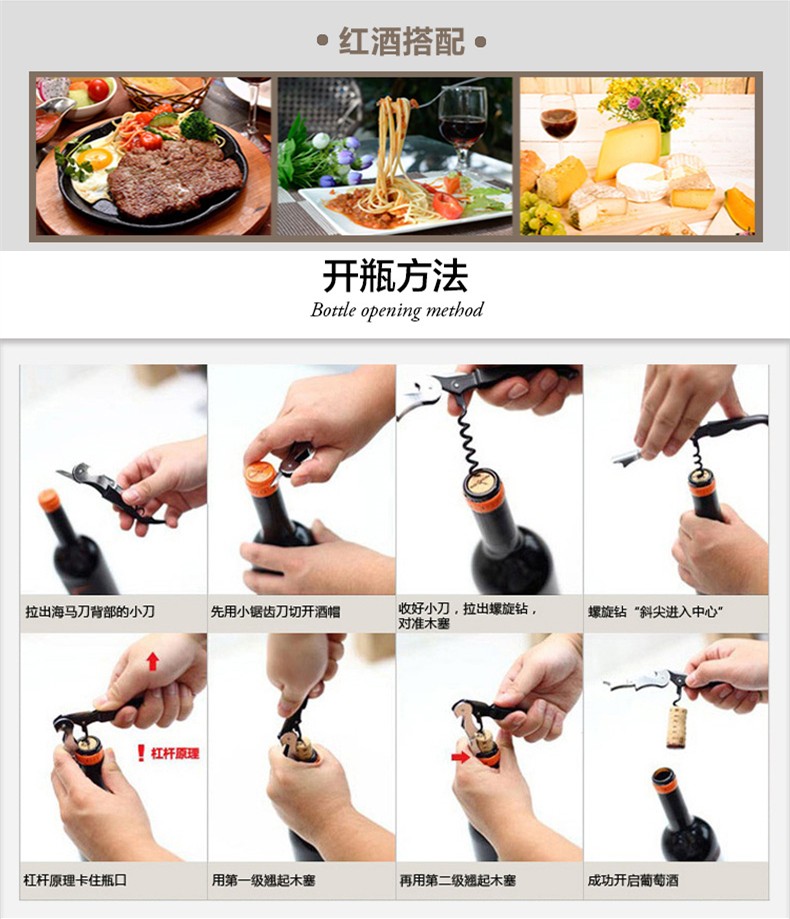 • 红酒搭配 •
开瓶方法
Bottle opening method
拉出海马刀背部的小刀
先用小锯齿刀切开酒帽
收好小刀，拉出螺旋钻，
对准木塞
螺旋钻“斜尖进入中心”
! 杠杆原理
杠杆原理卡住瓶口
用第一级翘起木塞
再用第二级翘起木塞
成功开启葡萄酒